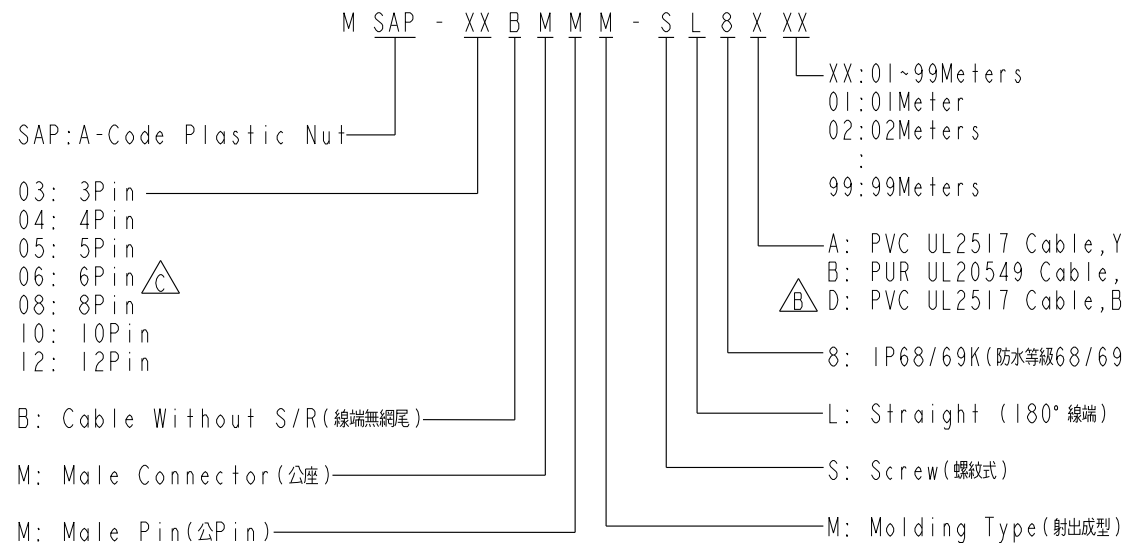 M SAP - XX B M M M - S L 8 X XX
SAP:A-Code Plastic Nut
03: 3Pin
04: 4Pin
05: 5Pin
06: 6Pin C
08: 8Pin
10: 10Pin
12: 12Pin
B: Cable Without S/R(線端無網尾)
M: Male Connector(公座)
M: Male Pin(公Pin)
XX:01~99Meters
01:01Meter
02:02Meters
:
99:99Meters
A: PVC UL2517 Cable,Y
B: PUR UL20549 Cable,
B D: PVC UL2517 Cable,B
8: IP68/69K(防水等級68/69
L: Straight (180° 線端)
S: Screw(螺紋式)
M: Molding Type(射出成型)